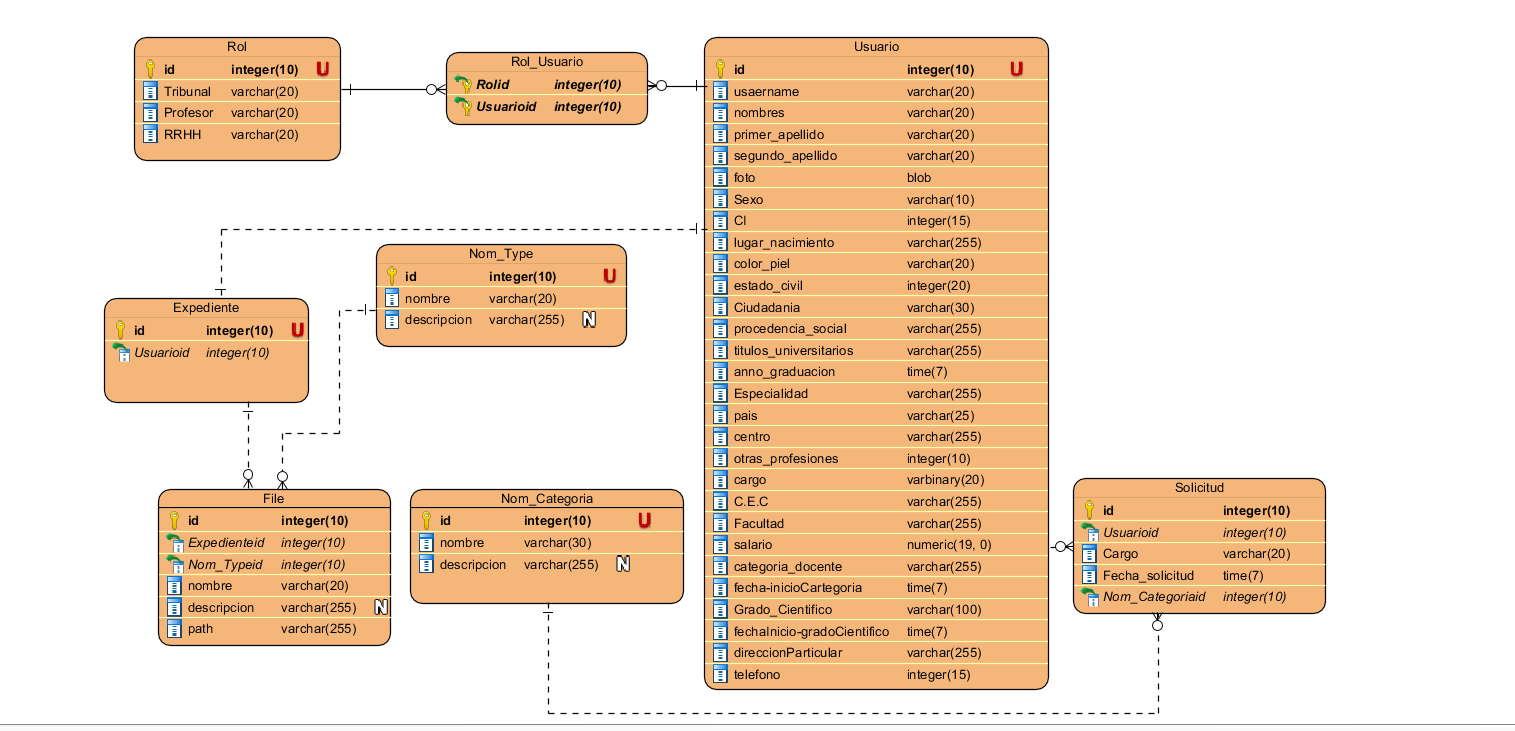 Rol
id integer(10) U
Tribunal varchar(20)
Profesor varchar(20)
RRHH varchar(20)
Rol_Usuario
Rolid integer(10)
Usuarioid integer(10)
Usuario
id integer(10) U
usaername varchar(20)
nombres varchar(20)
primer_apellido varchar(20)
segundo_apellido varchar(20)
foto blob
Sexo varchar(10)
CI integer(15)
lugar_nacimiento varchar(255)
color_piel varchar(20)
estado_civil integer(20)
Ciudadania varchar(30)
procedencia_social varchar(255)
titulos_universitarios varchar(255)
anno_graduacion time(7)
Especialidad varchar(255)
pais varchar(25)
centro varchar(255)
otras_profesiones integer(10)
cargo varbinary(20)
C.E.C varchar(255)
Facultad varchar(255)
salario numeric(19, 0)
categoria_docente varchar(255)
fecha-inicioCartegoria time(7)
Grado_Cientifico varchar(100)
fechaInicio-gradoCientifico time(7)
direccionParticular varchar(255)
telefono integer(15)
Nom_Type
id integer(10) U
nombre varchar(20)
descripcion varchar(255) N
Expediente
id integer(10) U
Usuarioid integer(10)
File
id integer(10)
Expedienteid integer(10)
Nom_Typeid integer(10)
nombre varchar(20)
descripcion varchar(255) N
path varchar(255)
Nom_Categoria
id integer(10) U
nombre varchar(30)
descripcion varchar(255) N
Solicitud
id integer(10)
Usuarioid integer(10)
Cargo varchar(20)
Fecha_solicitud time(7)
Nom_Categoriaid integer(10)